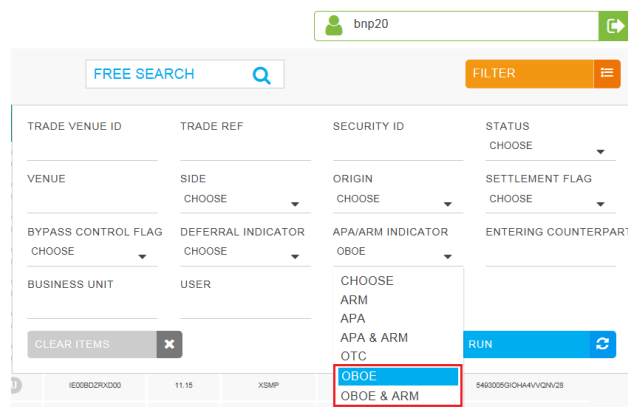 bnp20
FREE SEARCH
FILTER
TRADE VENUE ID TRADE REF SECURITY ID STATUS
CHOOSE
VENUE SIDE ORIGIN SETTLEMENT FLAG
CHOOSE CHOOSE CHOOSE
BYPASS CONTROL FLAG DEFERRAL INDICATOR APA/ARM INDICATOR ENTERING COUNTERPART
CHOOSE CHOOSE OBOE
BUSINESS UNIT USER
CHOOSE
ARM
APA
APA & ARM
OTC
OBOE
OBOE & ARM
CLEAR ITEMS RUN
IE00BDZRXD00 11.15 XSMP 5493005GIOHA4VVQNV28